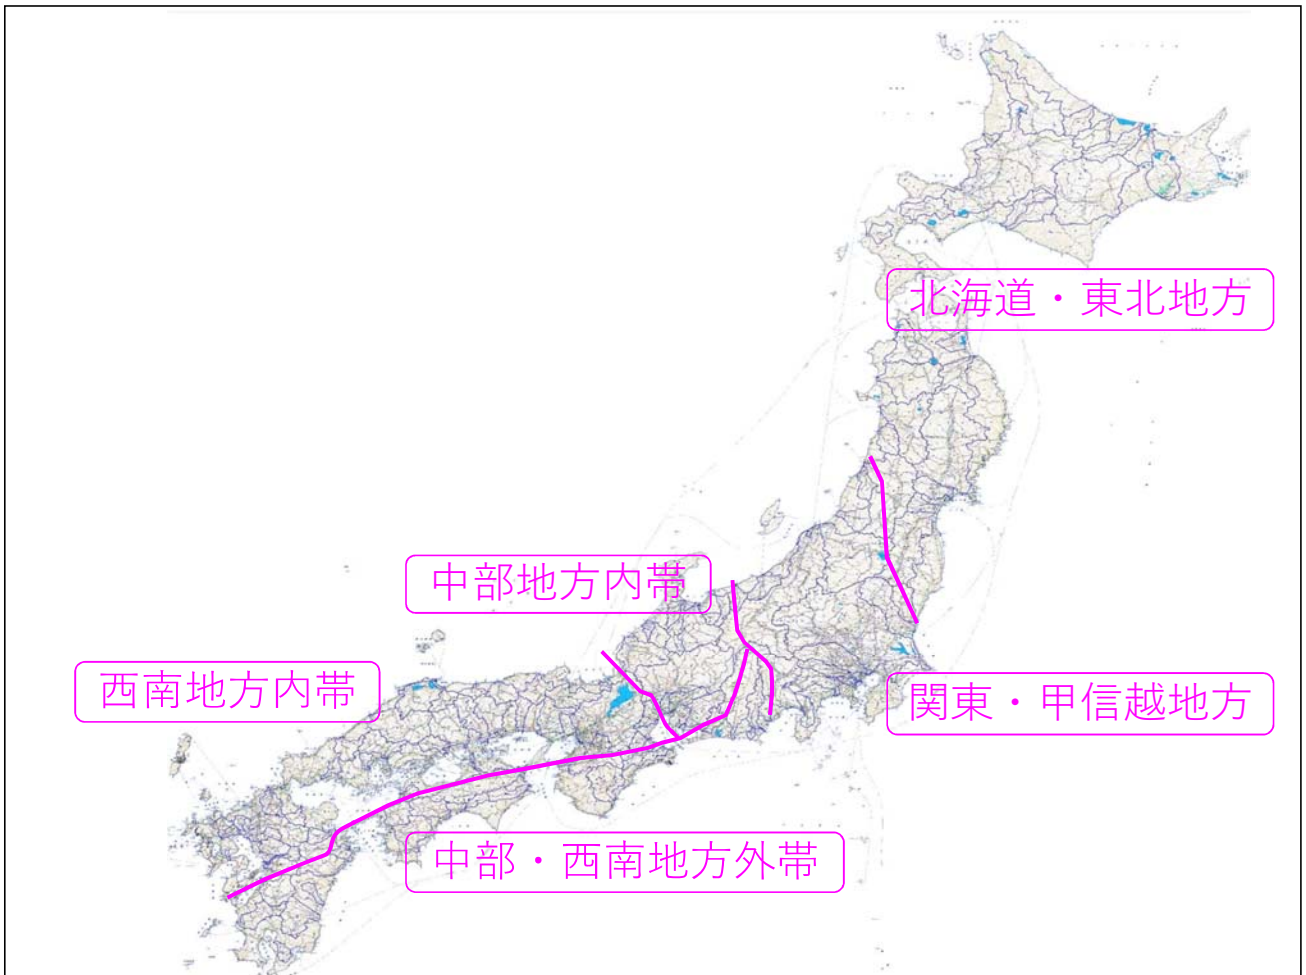 北海道・東北地方
中部地方内帯
西南地方内帯
関東・甲信越地方
中部・西南地方外帯